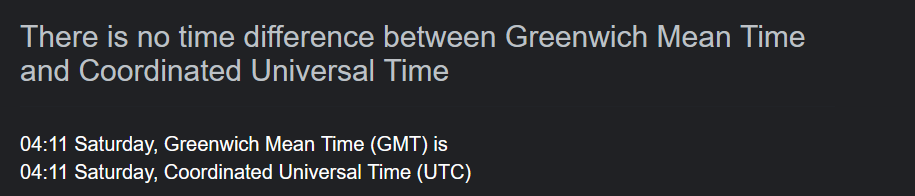 There is no time difference between Greenwich Mean Time
and Coordinated Universal Time
04:11 Saturday, Greenwich Mean Time (GMT) is
04:11 Saturday, Coordinated Universal Time (UTC)